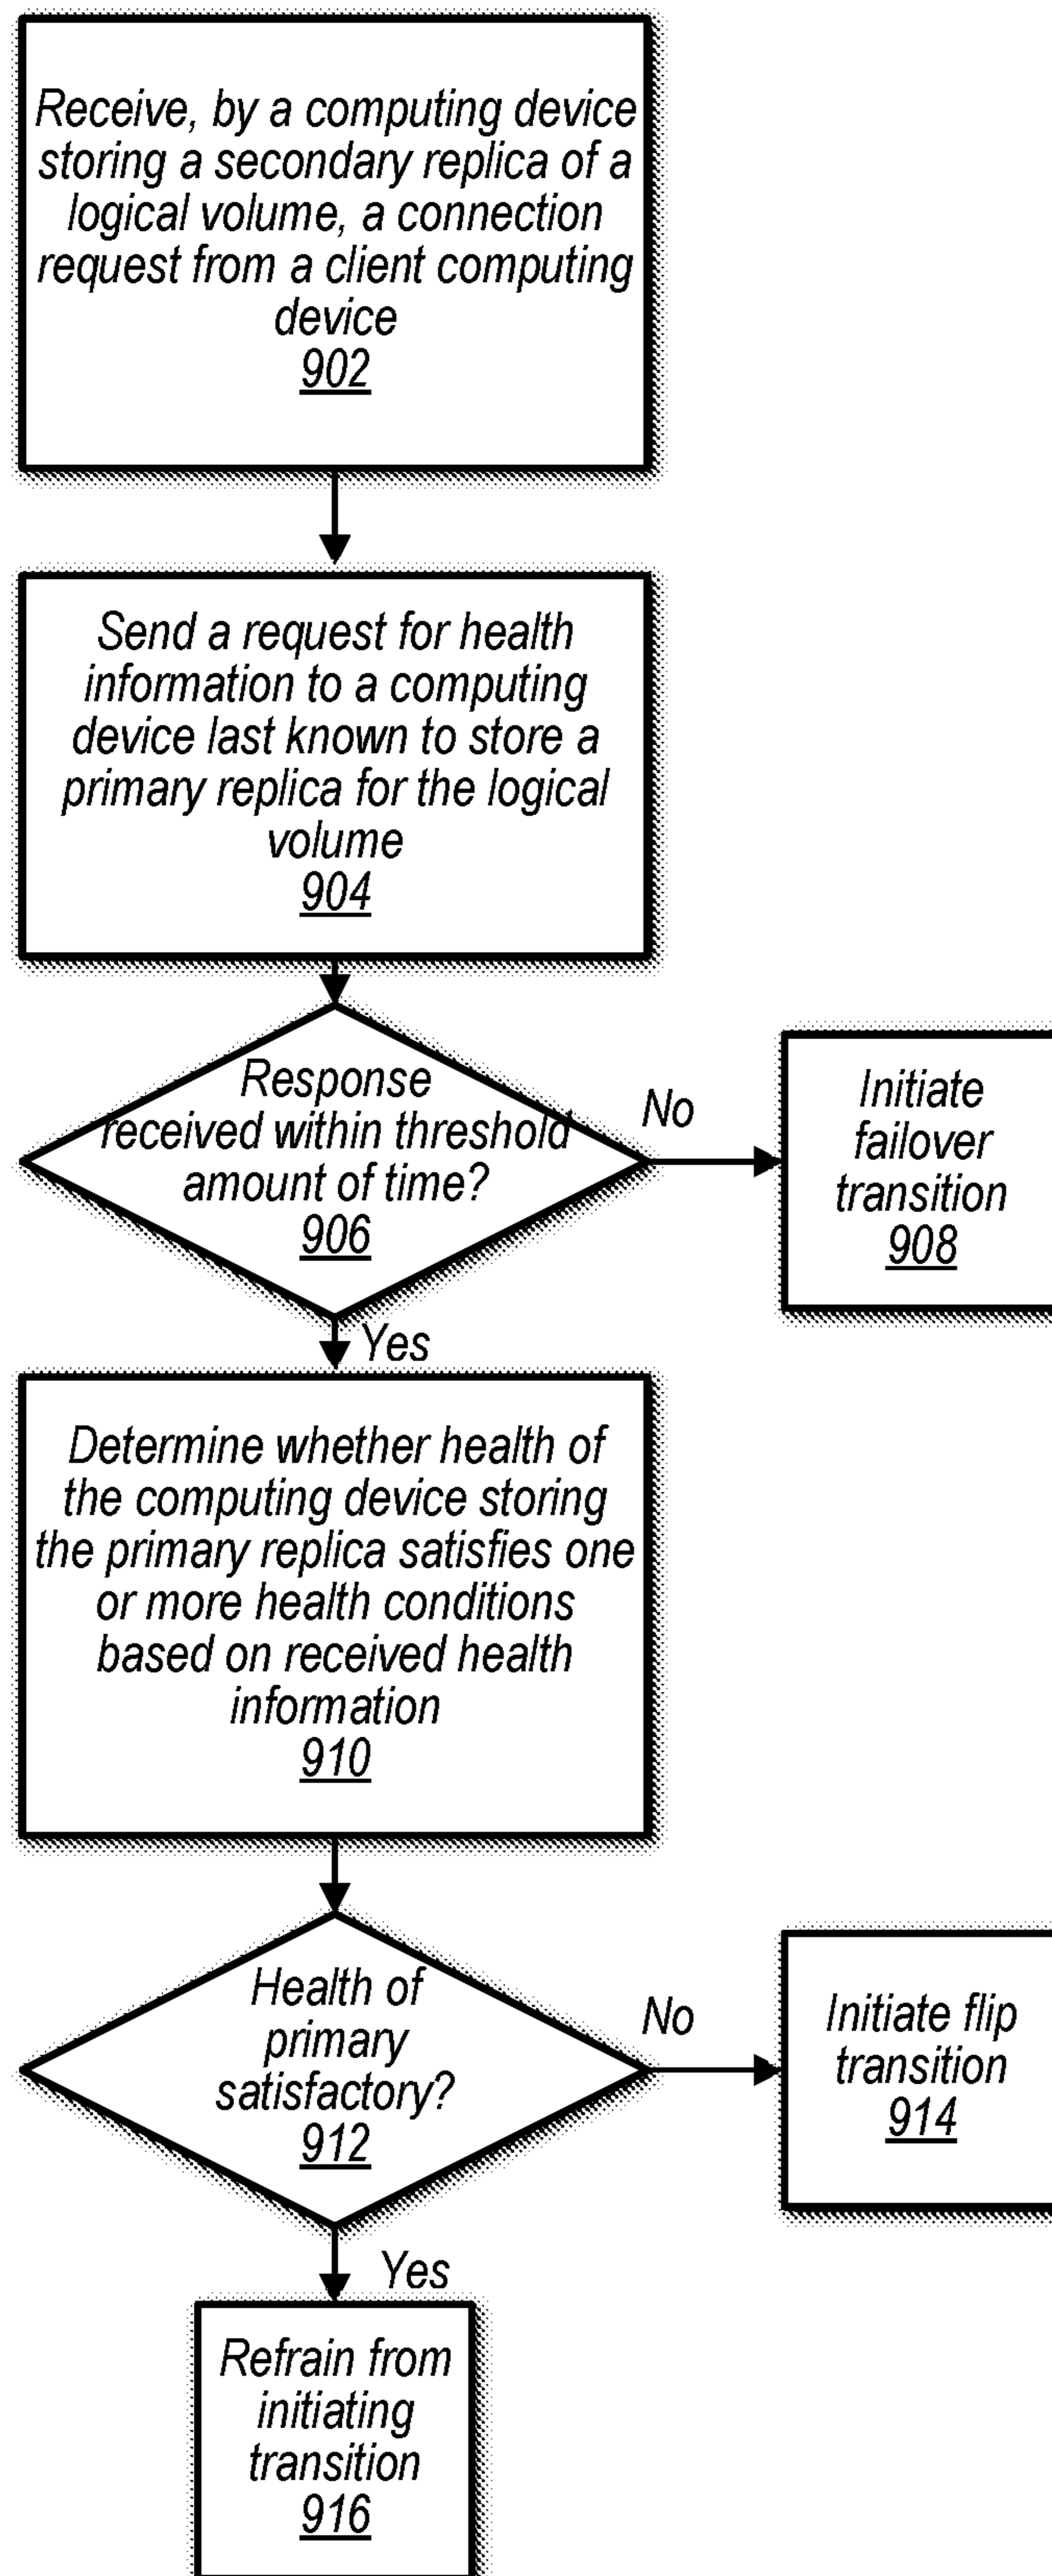 Receive, by a computing device
storing a secondary replica of a
logical volume, a connection
request from a client computing
device
902
Send a request for health
information to a computing
device last known to store a
primary replica for the logical
volume
904
Response
received within threshold
amount of time?
906
No
Initiate
failover
transition
908
Yes
Determine whether health of
the computing device storing
the primary replica satisfies one
or more health conditions
based on received health
information
910
Health of
primary
satisfactory?
912
No
Initiate flip
transition
914
Yes
Refrain from
initiating
transition
916